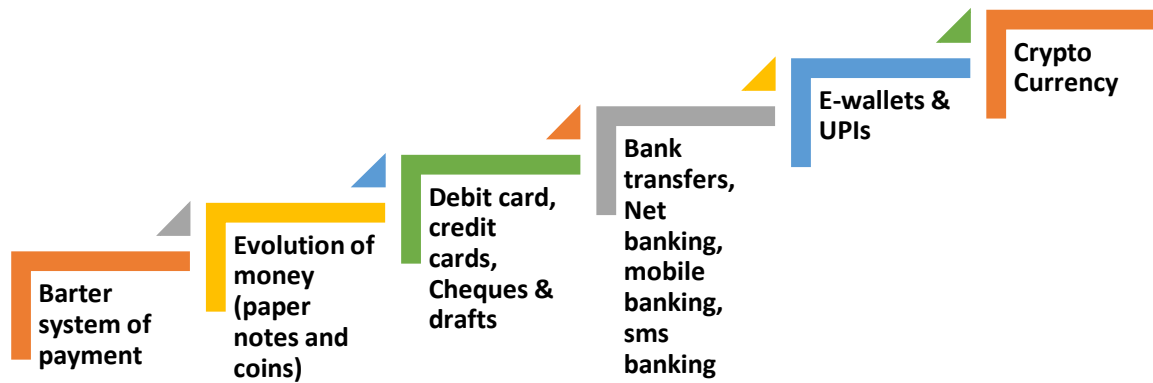 Barter
system of
payment
Evolution of
money
(paper
notes and
coins)
Debit card,
credit
cards,
Cheques &
drafts
Bank
transfers,
Net
banking,
mobile
banking,
sms
banking
E-wallets &
UPIs
Crypto
Currency